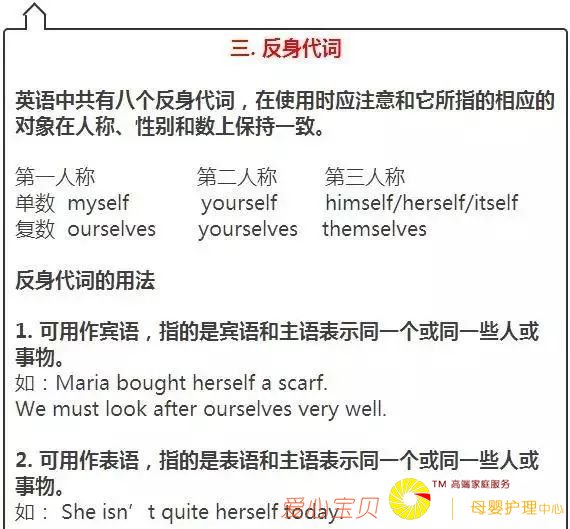 三. 反身代词
英语中共有八个反身代词，在使用时应注意和它所指的相应的
对象在人称、性别和数上保持一致。
第一人称 第二人称 第三人称
单数 myself yourself himself/herself/itself
复数 ourselves yourselves themselves
反身代词的用法
1. 可用作宾语，指的是宾语和主语表示同一个或同一些人或
事物。
如：Maria bought herself a scarf.
We must look after ourselves very well.
2. 可用作表语，指的是表语和主语表示同一个或同一些人或
事物。
如： She isn’t quite herself today.
爱心宝贝
TM 高端家庭服务
母婴护理中心